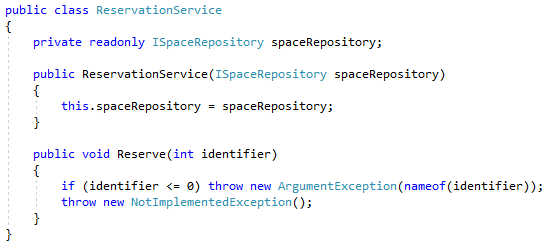 public class ReservationService
{
    private readonly ISpaceRepository spaceRepository;

    public ReservationService(ISpaceRepository spaceRepository)
    {
        this.spaceRepository = spaceRepository;
    }

    public void Reserve(int identifier)
    {
        if (identifier <= 0) throw new ArgumentException(nameof(identifier));
        throw new NotImplementedException();
    }
}